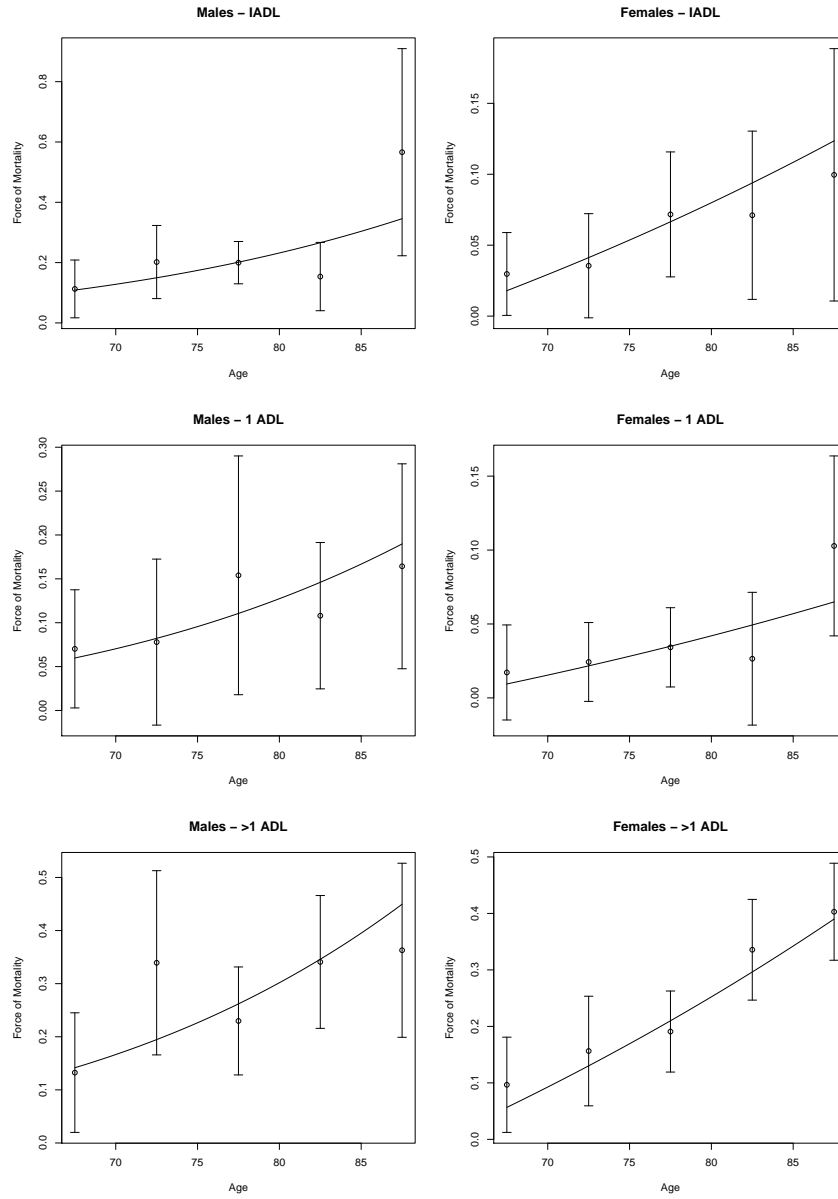 Males – IADL
Force of Mortality
0.0 0.2 0.4 0.6 0.8
70 75 80 85
Age
Females – IADL
Force of Mortality
0.00 0.05 0.10 0.15
70 75 80 85
Age
Males – 1 ADL
Force of Mortality
0.00 0.05 0.10 0.15 0.20 0.25 0.30
70 75 80 85
Age
Females – 1 ADL
Force of Mortality
0.00 0.05 0.10 0.15
70 75 80 85
Age
Males – >1 ADL
Force of Mortality
0.0 0.1 0.2 0.3 0.4 0.5
70 75 80 85
Age
Females – >1 ADL
Force of Mortality
0.0 0.1 0.2 0.3 0.4 0.5
70 75 80 85
Age